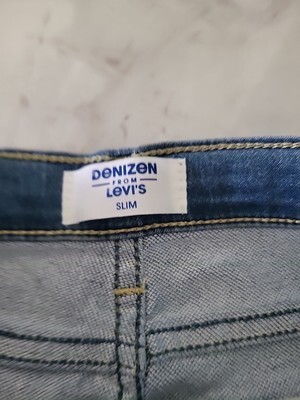 DENIZEN
FROM
LEVI'S
SLIM